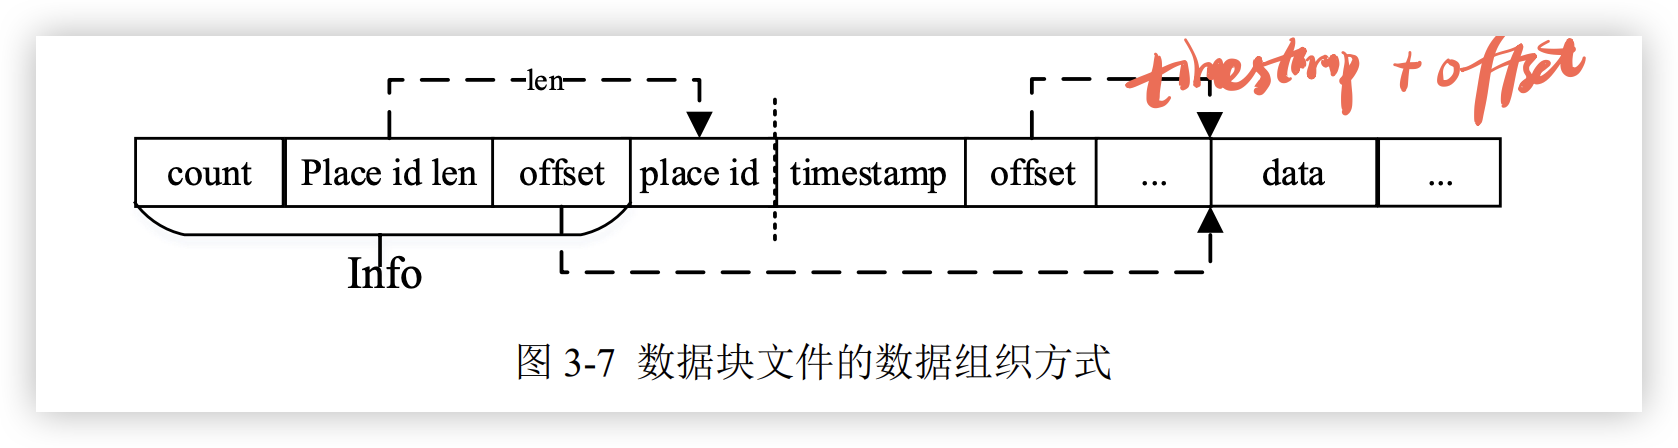 timestamp + offset
len
count Place id len offset place id timestamp offset ... data ...
Info
图 3-7 数据块文件的数据组织方式